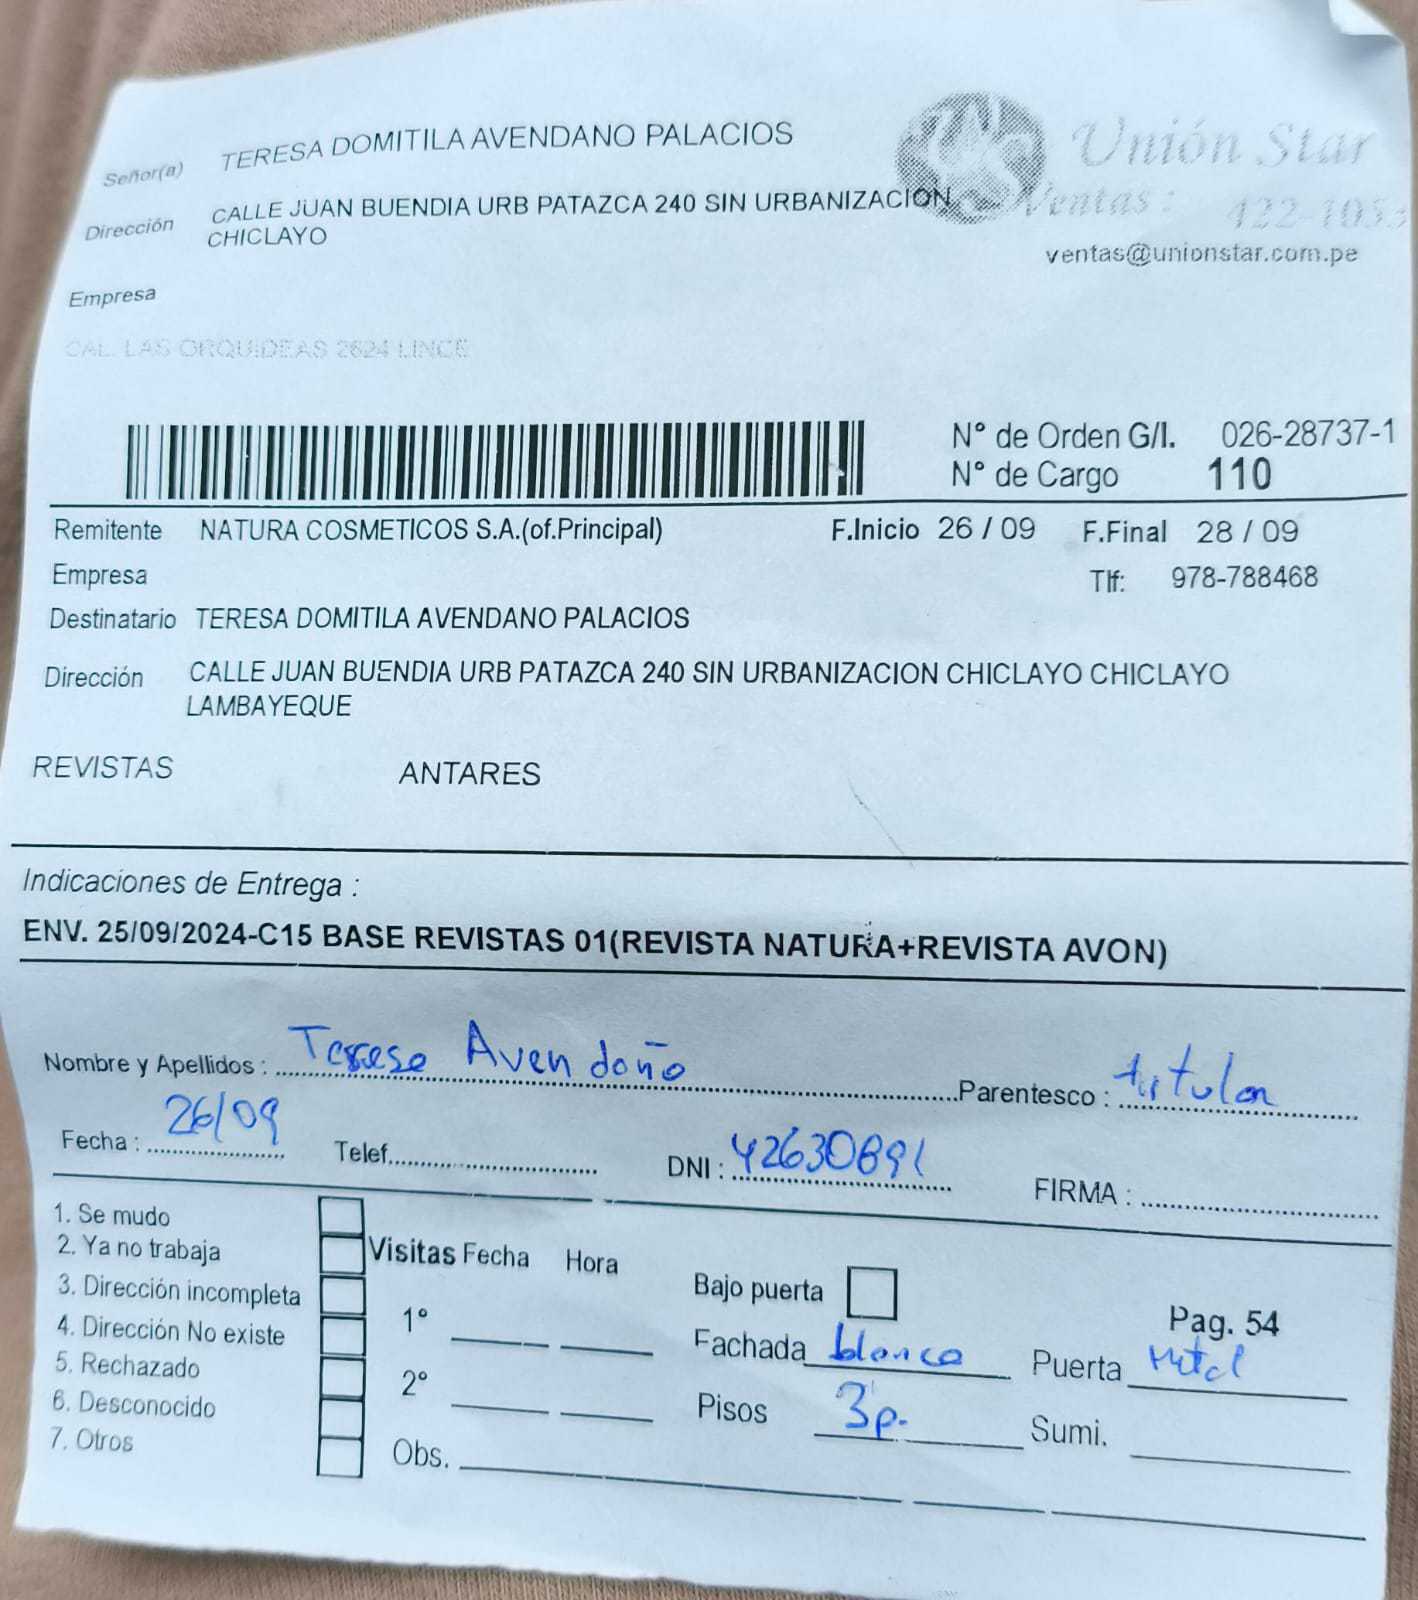 Señor(a) TERESA DOMITILA AVENDANO PALACIOS
Unión Star
Dirección CALLE JUAN BUENDIA URB PATAZCA 240 SIN URBANIZACION
CHICLAYO
Ventas: 422-105
ventas@unionstar.com.pe
Empresa
CAL. LAS ORQUIDEAS 2624 LINCE
N° de Orden G/I. 026-28737-1
N° de Cargo 110
Remitente NATURA COSMETICOS S.A.(of.Principal) F.Inicio 26 / 09 F.Final 28 / 09
Empresa Tlf: 978-788468
Destinatario TERESA DOMITILA AVENDANO PALACIOS
Dirección CALLE JUAN BUENDIA URB PATAZCA 240 SIN URBANIZACION CHICLAYO CHICLAYO
LAMBAYEQUE
REVISTAS ANTARES
Indicaciones de Entrega :
ENV. 25/09/2024-C15 BASE REVISTAS 01(REVISTA NATURA+REVISTA AVON)
Nombre y Apellidos : Teresa Avendoño Parentesco : titular
Fecha : 26/09 Telef. DNI : 42630891 FIRMA :
1. Se mudo
2. Ya no trabaja Visitas Fecha Hora
3. Dirección incompleta 1° Bajo puerta Pag. 54
4. Dirección No existe Fachada blanca Puerta Metal
5. Rechazado 2°
6. Desconocido Pisos 3p. Sumi.
7. Otros Obs.